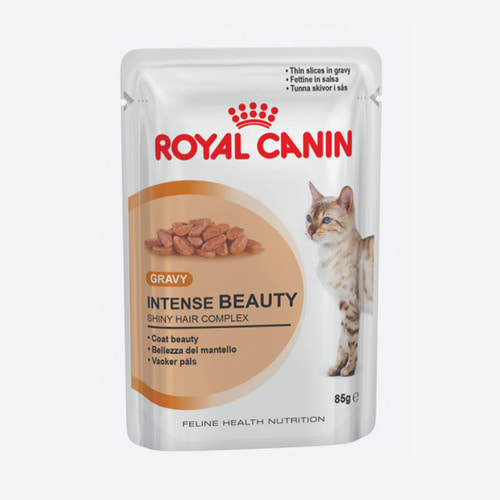 • Thin slices in gravy
• Fettine in salsa
• Tunna skivor i sås
ROYAL CANIN
GRAVY
INTENSE BEAUTY
SHINY HAIR COMPLEX
• Coat beauty
• Bellezza del mantello
• Vacker päls
85g ℮
FELINE HEALTH NUTRITION